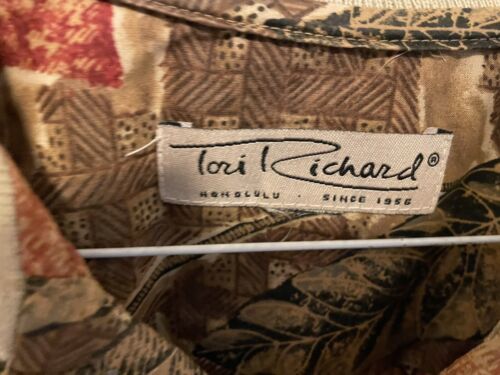 Tori Richard®
HONOLULU · SINCE 1956